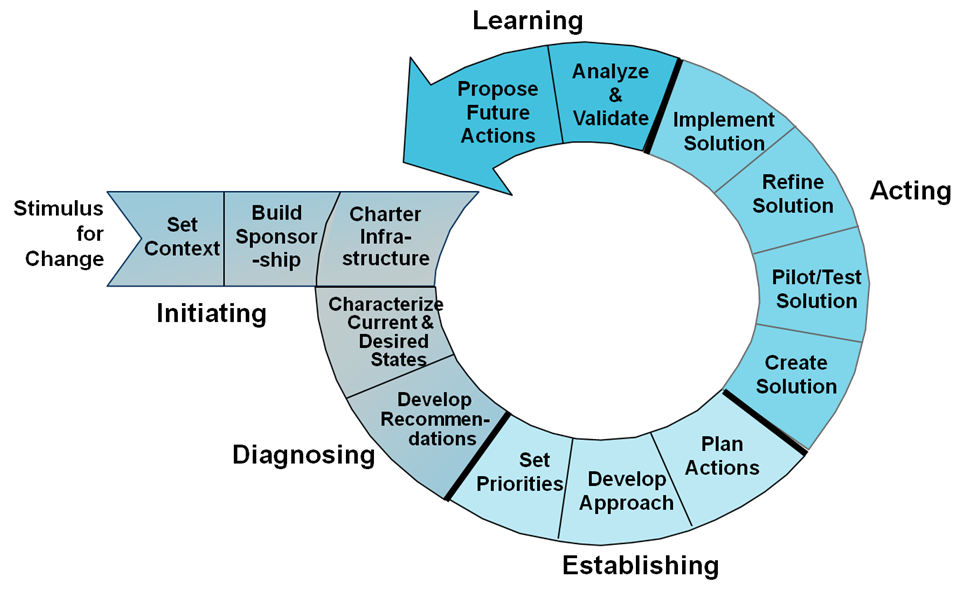 Learning
Propose
Future
Actions
Analyze
&
Validate
Implement
Solution
Refine
Solution
Acting
Pilot/Test
Solution
Create
Solution
Stimulus
for
Change
Set
Context
Build
Sponsor
-ship
Charter
Infra-
structure
Initiating
Characterize
Current &
Desired
States
Develop
Recommen-
dations
Diagnosing
Set
Priorities
Develop
Approach
Plan
Actions
Establishing